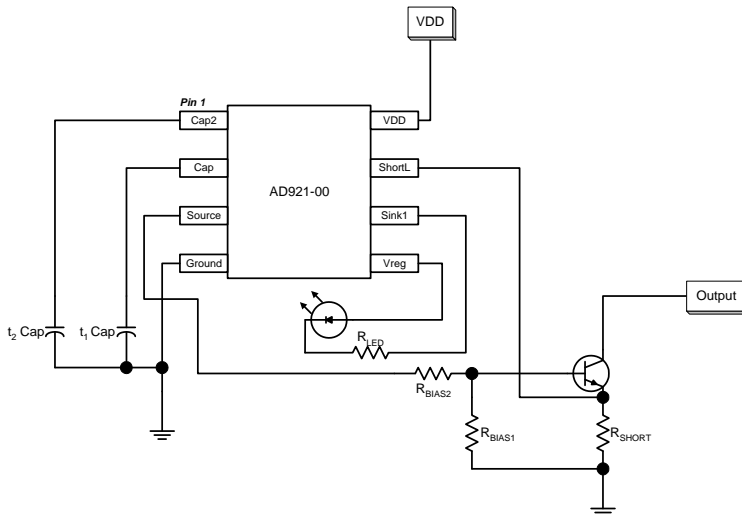 VDD
Pin 1
Cap2
VDD
Cap
ShortL
AD921-00
Source
Sink1
Ground
Vreg
Output
t2 Cap
t1 Cap
RLED
RBIAS2
RBIAS1
RSHORT